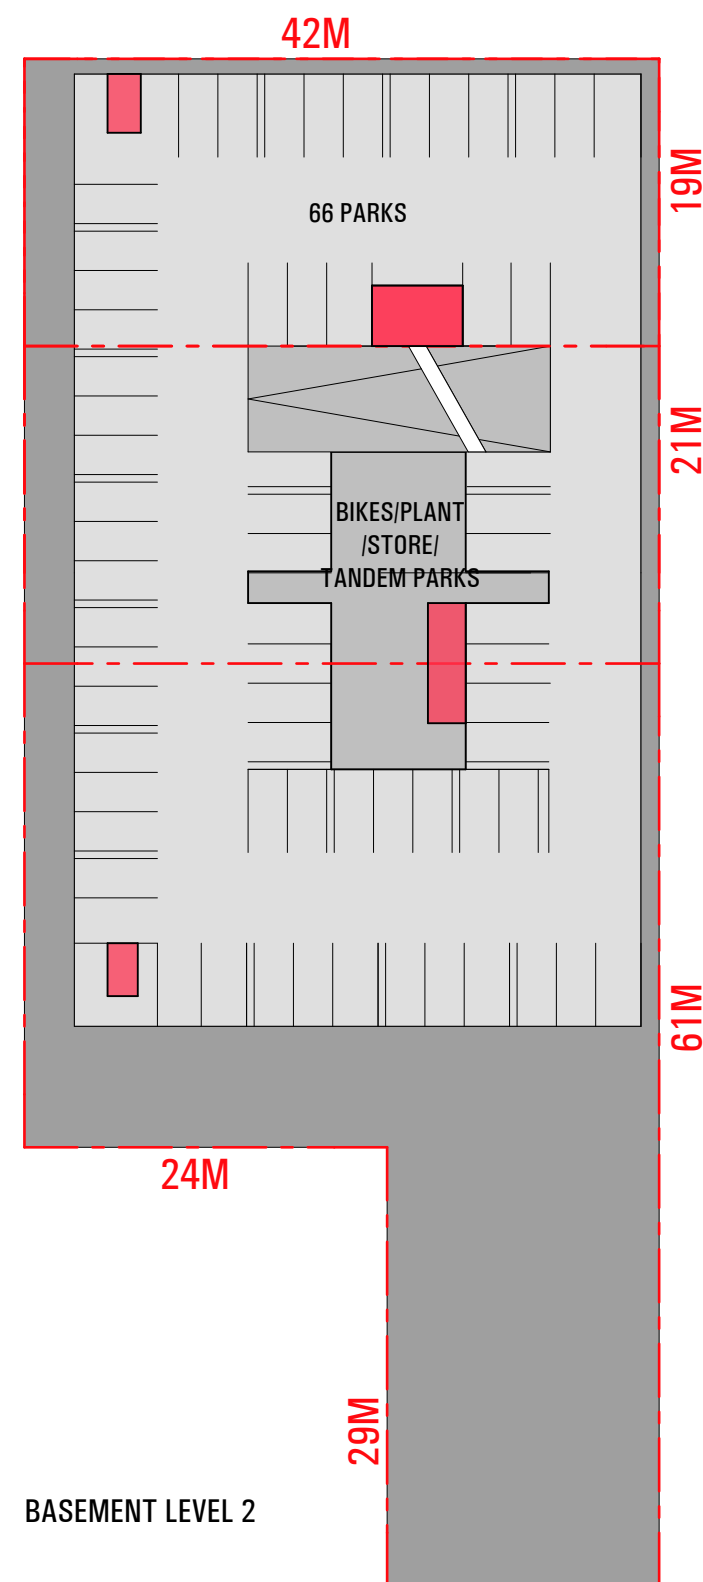 42M
19M
66 PARKS
21M
BIKES/PLANT
/STORE/
TANDEM PARKS
61M
24M
29M
BASEMENT LEVEL 2